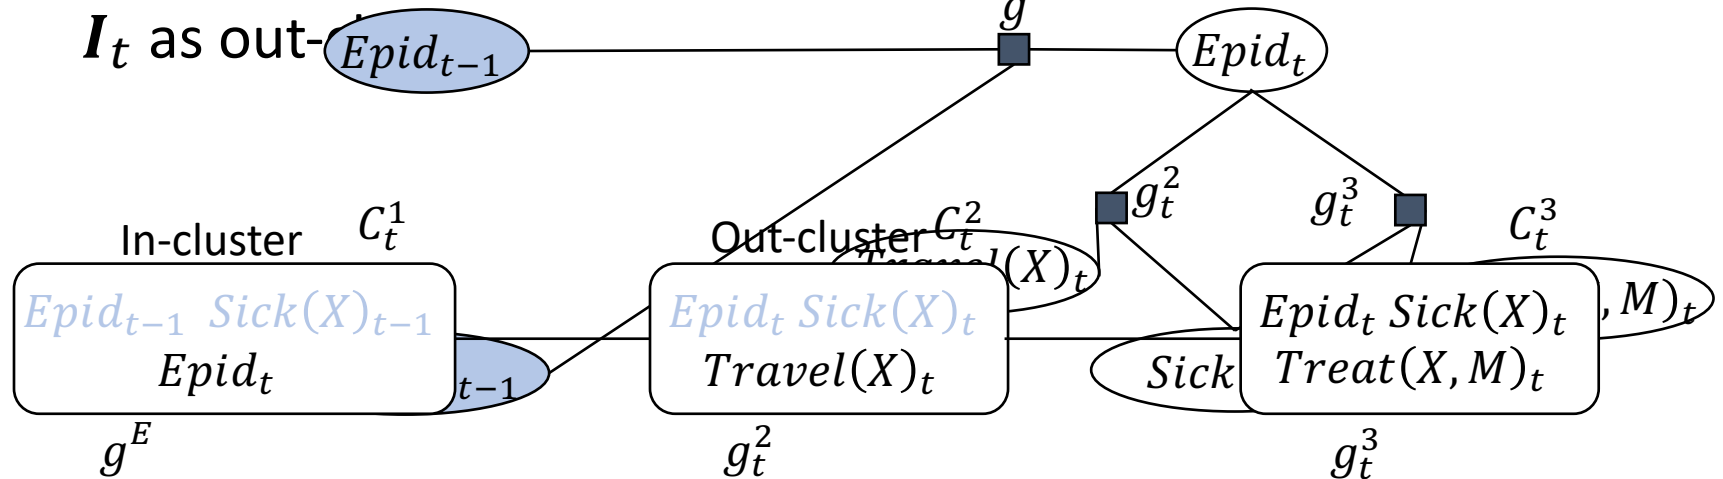 I_t as out-
Epid_{t-1}
g
Epid_t
g_t^2
g_t^3
In-cluster
C_t^1
Out-cluster
C_t^2
C_t^3
Travel(X)_t
Epid_{t-1} Sick(X)_{t-1}
Epid_t
t-1
Epid_t Sick(X)_t
Travel(X)_t
Sick
Epid_t Sick(X)_t
Treat(X, M)_t
, M)_t
g^E
g_t^2
g_t^3